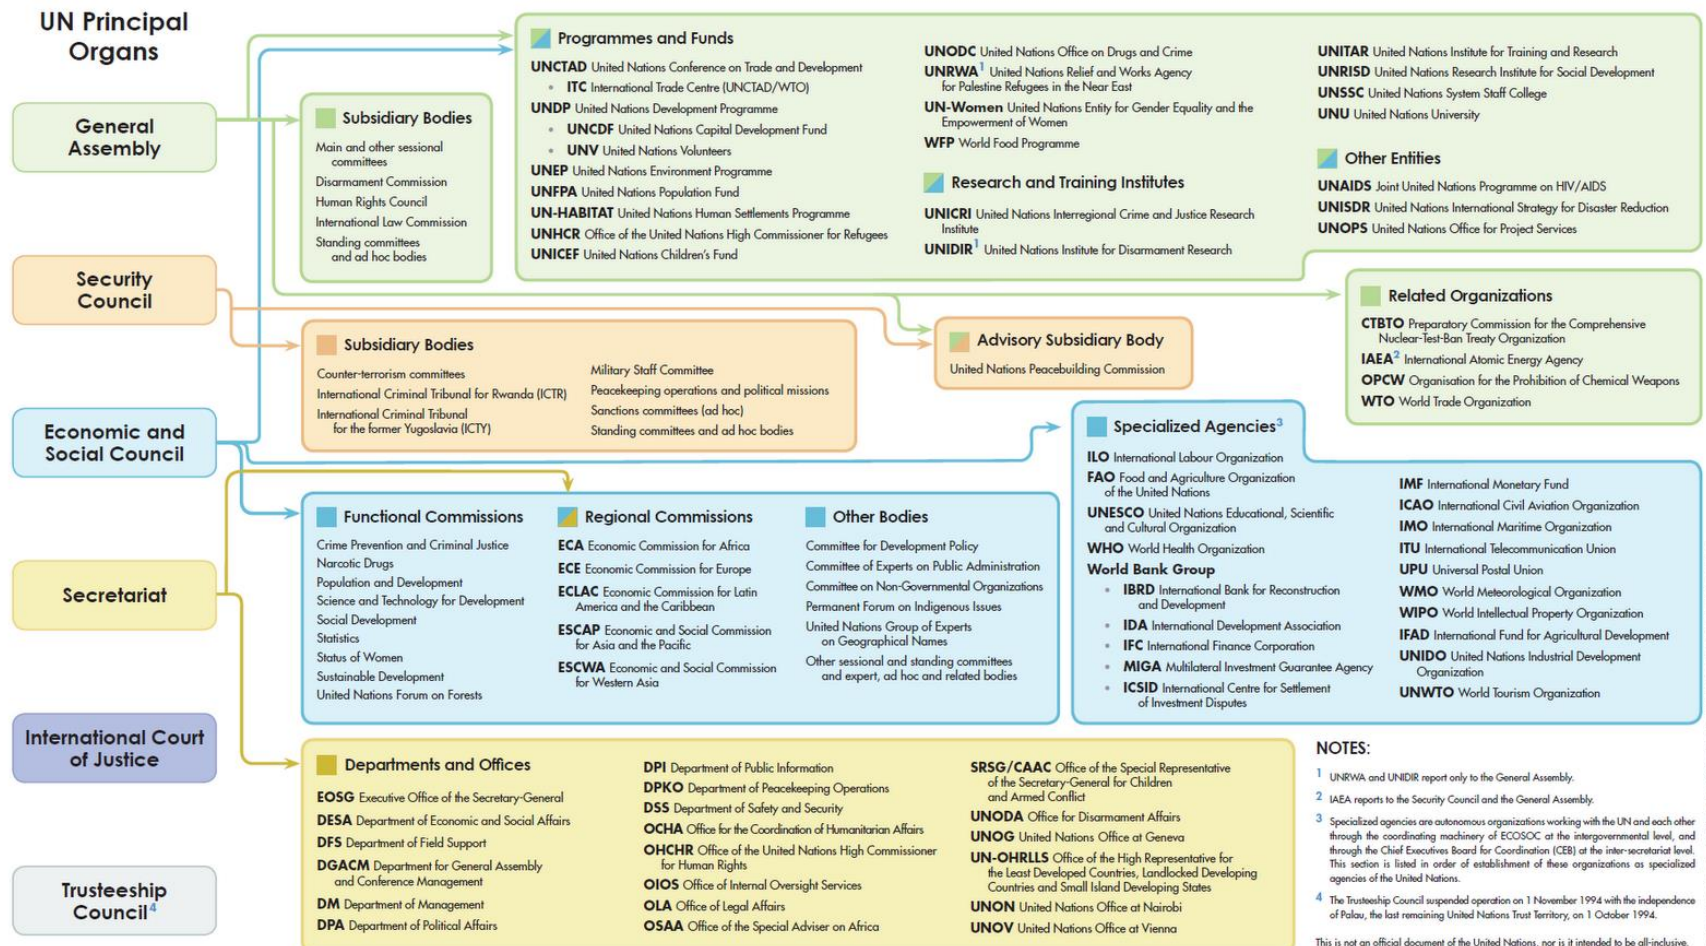 UN Principal
Organs
General
Assembly
Security
Council
Economic and
Social Council
Secretariat
International Court
of Justice
Trusteeship
Council4
Subsidiary Bodies
Main and other sessional
committees
Disarmament Commission
Human Rights Council
International Law Commission
Standing committees
and ad hoc bodies
Programmes and Funds
UNCTAD United Nations Conference on Trade and Development
• ITC International Trade Centre (UNCTAD/WTO)
UNDP United Nations Development Programme
• UNCDF United Nations Capital Development Fund
• UNV United Nations Volunteers
UNEP United Nations Environment Programme
UNFPA United Nations Population Fund
UN-HABITAT United Nations Human Settlements Programme
UNHCR Office of the United Nations High Commissioner for Refugees
UNICEF United Nations Children's Fund
UNODC United Nations Office on Drugs and Crime
UNRWA1 United Nations Relief and Works Agency
for Palestine Refugees in the Near East
UN-Women United Nations Entity for Gender Equality and the
Empowerment of Women
WFP World Food Programme
Research and Training Institutes
UNICRI United Nations Interregional Crime and Justice Research
Institute
UNIDIR1 United Nations Institute for Disarmament Research
UNITAR United Nations Institute for Training and Research
UNRISD United Nations Research Institute for Social Development
UNSSC United Nations System Staff College
UNU United Nations University
Other Entities
UNAIDS Joint United Nations Programme on HIV/AIDS
UNISDR United Nations International Strategy for Disaster Reduction
UNOPS United Nations Office for Project Services
Related Organizations
CTBTO Preparatory Commission for the Comprehensive
Nuclear-Test-Ban Treaty Organization
IAEA2 International Atomic Energy Agency
OPCW Organisation for the Prohibition of Chemical Weapons
WTO World Trade Organization
Subsidiary Bodies
Counter-terrorism committees
International Criminal Tribunal for Rwanda (ICTR)
International Criminal Tribunal
for the former Yugoslavia (ICTY)
Military Staff Committee
Peacekeeping operations and political missions
Sanctions committees (ad hoc)
Standing committees and ad hoc bodies
Advisory Subsidiary Body
United Nations Peacebuilding Commission
Functional Commissions
Crime Prevention and Criminal Justice
Narcotic Drugs
Population and Development
Science and Technology for Development
Social Development
Statistics
Status of Women
Sustainable Development
United Nations Forum on Forests
Regional Commissions
ECA Economic Commission for Africa
ECE Economic Commission for Europe
ECLAC Economic Commission for Latin
America and the Caribbean
ESCAP Economic and Social Commission
for Asia and the Pacific
ESCWA Economic and Social Commission
for Western Asia
Other Bodies
Committee for Development Policy
Committee of Experts on Public Administration
Committee on Non-Governmental Organizations
Permanent Forum on Indigenous Issues
United Nations Group of Experts
on Geographical Names
Other sessional and standing committees
and expert, ad hoc and related bodies
Specialized Agencies3
ILO International Labour Organization
FAO Food and Agriculture Organization
of the United Nations
UNESCO United Nations Educational, Scientific
and Cultural Organization
WHO World Health Organization
World Bank Group
• IBRD International Bank for Reconstruction
and Development
• IDA International Development Association
• IFC International Finance Corporation
• MIGA Multilateral Investment Guarantee Agency
• ICSID International Centre for Settlement
of Investment Disputes
IMF International Monetary Fund
ICAO International Civil Aviation Organization
IMO International Maritime Organization
ITU International Telecommunication Union
UPU Universal Postal Union
WMO World Meteorological Organization
WIPO World Intellectual Property Organization
IFAD International Fund for Agricultural Development
UNIDO United Nations Industrial Development
Organization
UNWTO World Tourism Organization
Departments and Offices
EOSG Executive Office of the Secretary-General
DESA Department of Economic and Social Affairs
DFS Department of Field Support
DGACM Department for General Assembly
and Conference Management
DM Department of Management
DPA Department of Political Affairs
DPI Department of Public Information
DPKO Department of Peacekeeping Operations
DSS Department of Safety and Security
OCHA Office for the Coordination of Humanitarian Affairs
OHCHR Office of the United Nations High Commissioner
for Human Rights
OIOS Office of Internal Oversight Services
OLA Office of Legal Affairs
OSAA Office of the Special Adviser on Africa
SRSG/CAAC Office of the Special Representative
of the Secretary-General for Children
and Armed Conflict
UNODA Office for Disarmament Affairs
UNOG United Nations Office at Geneva
UN-OHRLLS Office of the High Representative for
the Least Developed Countries, Landlocked Developing
Countries and Small Island Developing States
UNON United Nations Office at Nairobi
UNOV United Nations Office at Vienna
NOTES:
1 UNRWA and UNIDIR report only to the General Assembly.
2 IAEA reports to the Security Council and the General Assembly.
3 Specialized agencies are autonomous organizations working with the UN and each other
through the coordinating machinery of ECOSOC at the intergovernmental level, and
through the Chief Executives Board for Coordination (CEB) at the inter-secretariat level.
This section is listed in order of establishment of these organizations as specialized
agencies of the United Nations.
4 The Trusteeship Council suspended operation on 1 November 1994 with the independence
of Palau, the last remaining United Nations Trust Territory, on 1 October 1994.
This is not an official document of the United Nations, nor is it intended to be all-inclusive.